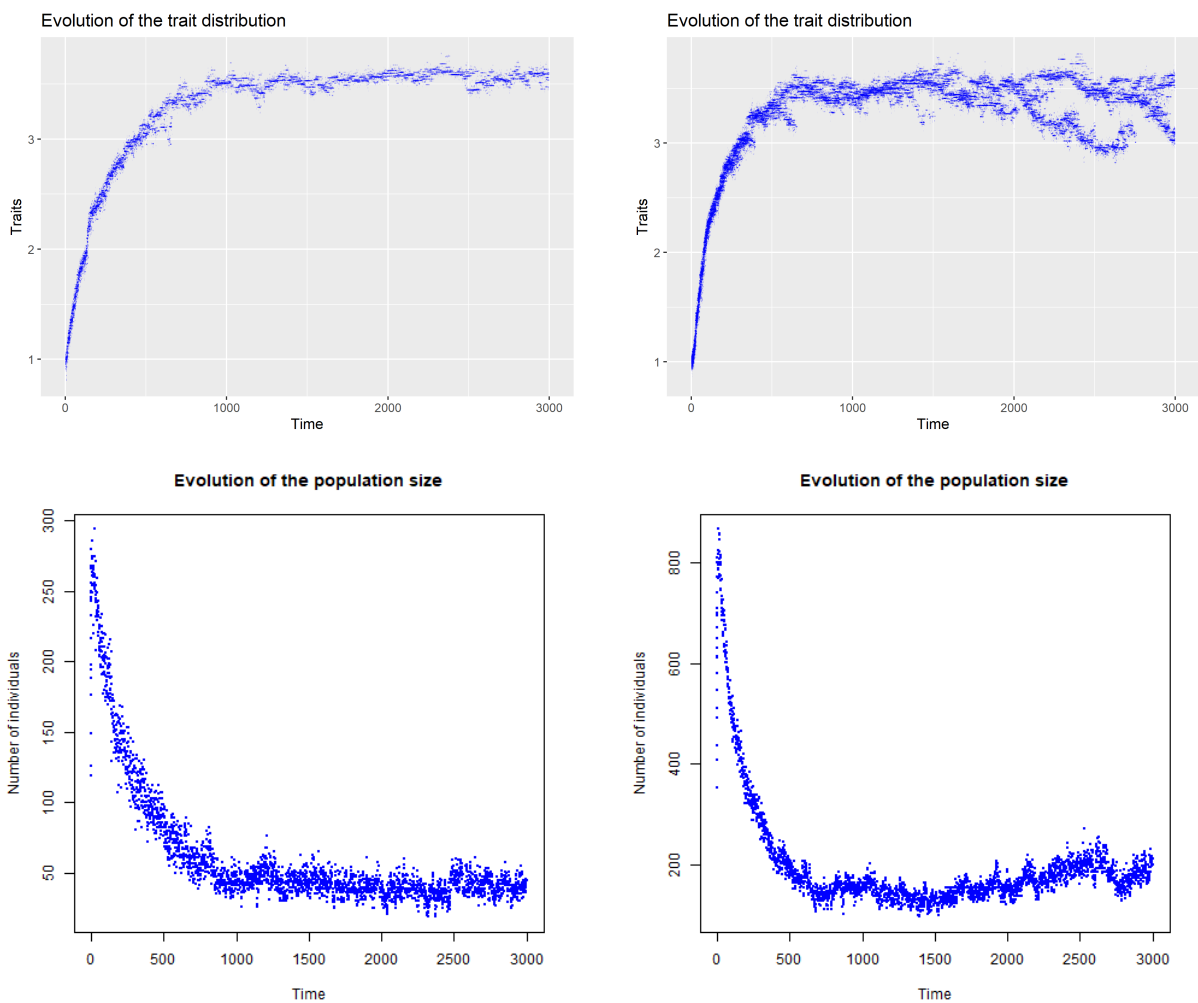 Evolution of the trait distribution
Traits
3
2
1
0 1000 2000 3000
Time
Evolution of the trait distribution
Traits
3
2
1
0 1000 2000 3000
Time
Evolution of the population size
Number of individuals
300
250
200
150
100
50
0 500 1000 1500 2000 2500 3000
Time
Evolution of the population size
Number of individuals
800
600
400
200
0 500 1000 1500 2000 2500 3000
Time